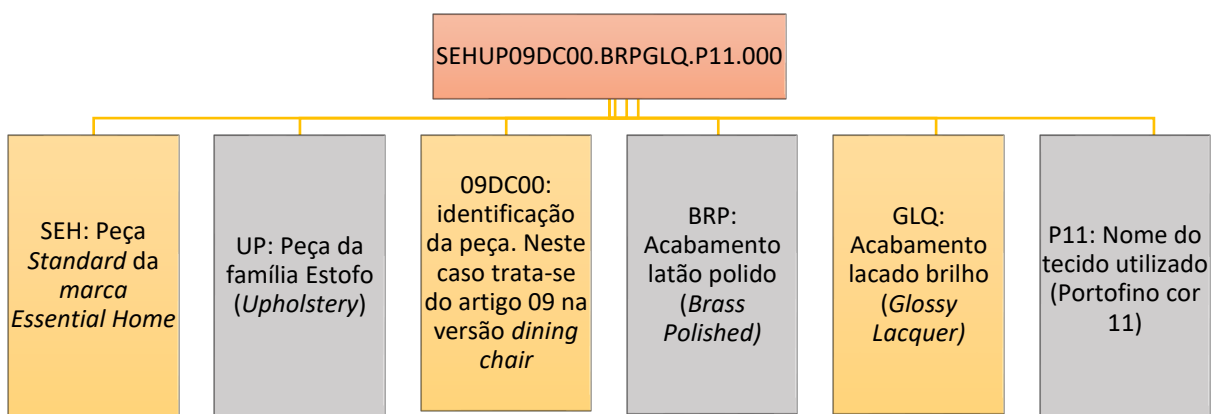 SEHUP09DC00.BRPGLQ.P11.000
SEH: Peça
Standard da
marca
Essential Home
UP: Peça da
família Estofo
(Upholstery)
09DC00:
identificação
da peça. Neste
caso trata-se
do artigo 09 na
versão dining
chair
BRP:
Acabamento
latão polido
(Brass
Polished)
GLQ:
Acabamento
lacado brilho
(Glossy
Lacquer)
P11: Nome do
tecido utilizado
(Portofino cor
11)